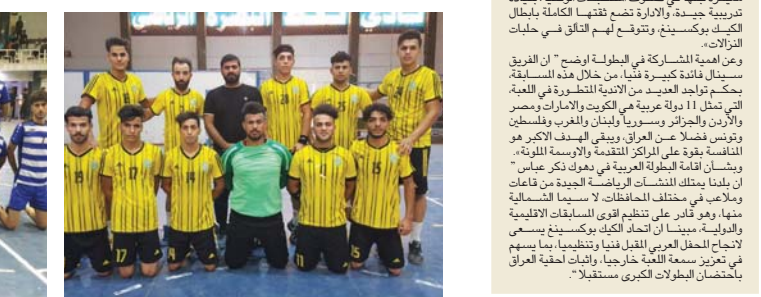 تدريبية جيدة، والادارة تضع ثقتها الكاملة بأبطال
الكيك بوكسينغ، وتتوقع لهم التألق في حلبات
النزالات».
وعن اهمية المشاركة في البطولة اوضح " ان الفريق
سينال فائدة كبيرة فنيا، من خلال هذه المسابقة،
بحكم تواجد العديد من الاندية المتطورة في اللعبة،
التي تمثل 11 دولة عربية هي الكويت والامارات ومصر
والأردن والجزائر وسوريا ولبنان والمغرب وفلسطين
وتونس فضلا عن العراق، ويبقى الهدف الاكبر هو
المنافسة بقوة على المراكز المتقدمة والاوسمة الملونة».
وبشأن اقامة البطولة العربية في دهوك ذكر عباس "
ان بلدنا يمتلك المنشآت الرياضة الجيدة من قاعات
وملاعب في مختلف المحافظات، لا سيما الشمالية
منها، وهو قادر على تنظيم اقوى المسابقات الاقليمية
والدولية، مبينا ان اتحاد الكيك بوكسينغ يسعى
لانجاح المحفل العربي المقبل فنيا وتنظيميا، بما يسهم
في تعزيز سمعة اللعبة خارجيا، واثبات احقية العراق
باحتضان البطولات الكبرى مستقبلا".
19
17
14
11
15